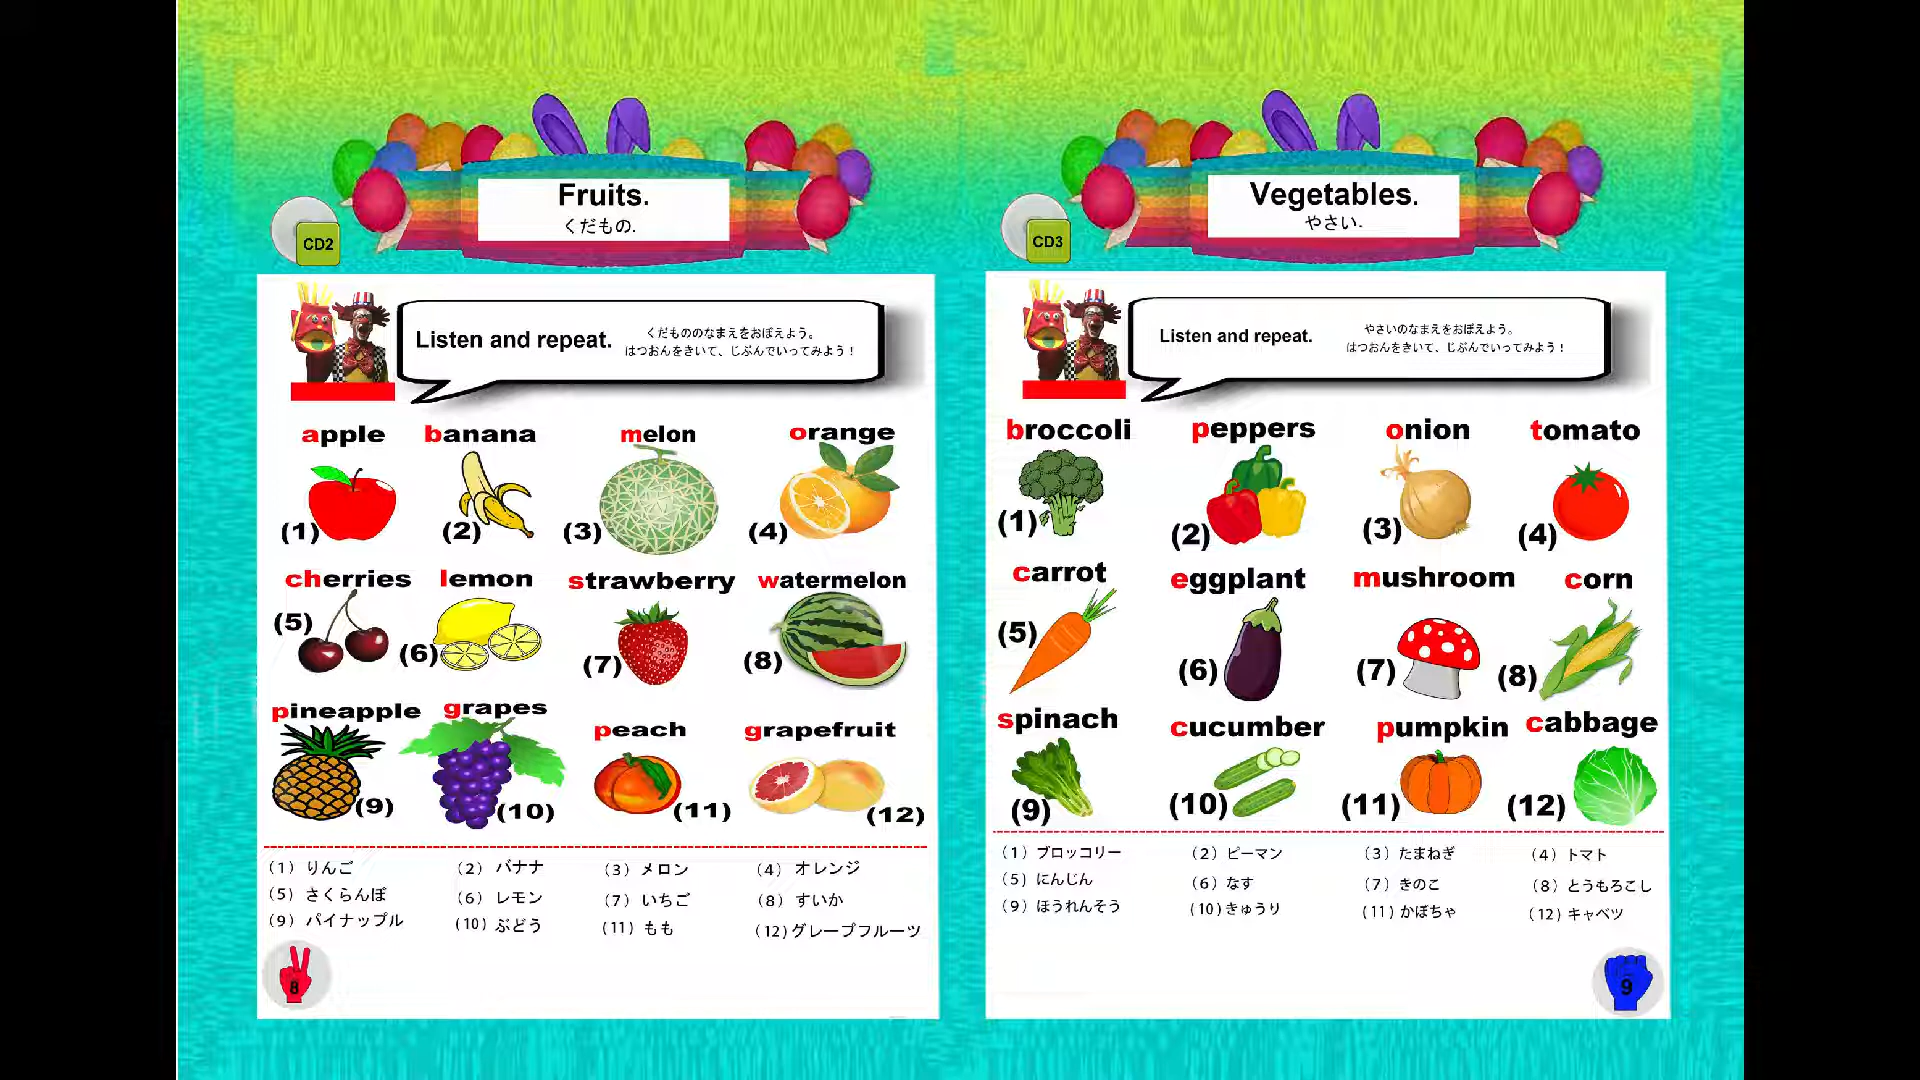 CD2
Fruits.
くだもの.
Listen and repeat.
くだもののなまえをおぼえよう。
はつおんをきいて、じぶんでいってみよう！
apple banana melon orange
(1) (2) (3) (4)
cherries lemon strawberry watermelon
(5) (6) (7) (8)
pineapple grapes peach grapefruit
(9) (10) (11) (12)
(1) りんご (2) バナナ (3) メロン (4) オレンジ
(5) さくらんぼ (6) レモン (7) いちご (8) すいか
(9) パイナップル (10) ぶどう (11) もも (12) グレープフルーツ
8
CD3
Vegetables.
やさい.
Listen and repeat.
やさいのなまえをおぼえよう。
はつおんをきいて、じぶんでいってみよう！
broccoli peppers onion tomato
(1) (2) (3) (4)
carrot eggplant mushroom corn
(5) (6) (7) (8)
spinach cucumber pumpkin cabbage
(9) (10) (11) (12)
(1) ブロッコリー (2) ピーマン (3) たまねぎ (4) トマト
(5) にんじん (6) なす (7) きのこ (8) とうもろこし
(9) ほうれんそう (10) きゅうり (11) かぼちゃ (12) キャベツ
9